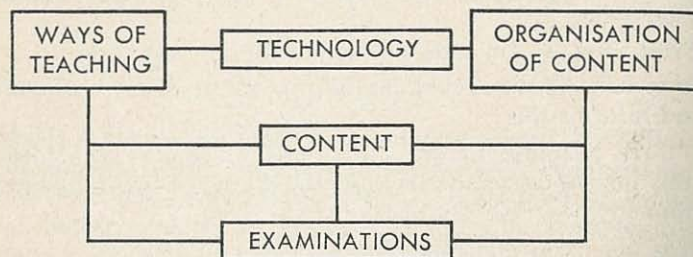 WAYS OF
TEACHING
TECHNOLOGY
ORGANISATION
OF CONTENT
CONTENT
EXAMINATIONS